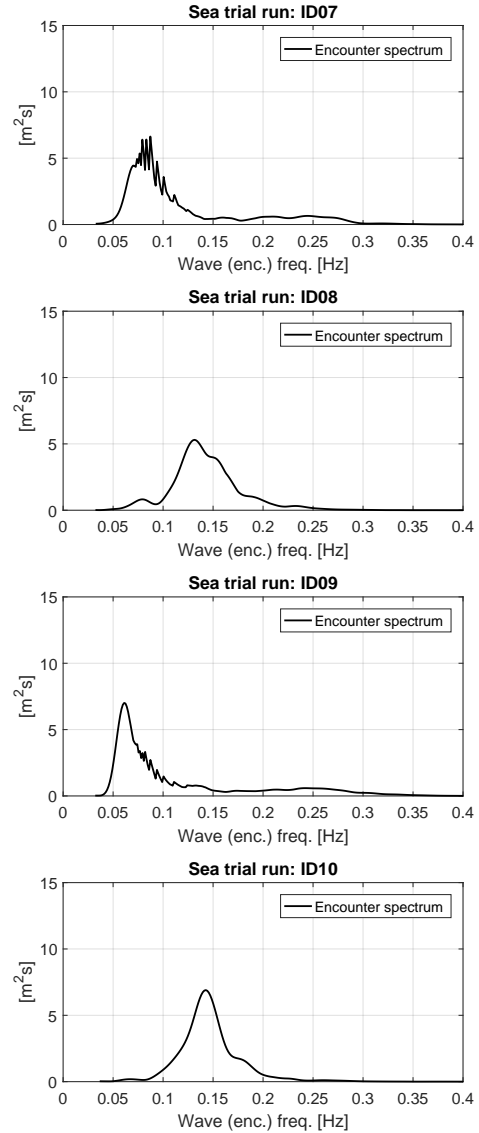 Sea trial run: ID07
15
Encounter spectrum
10
[m²s]
5
0
0 0.05 0.1 0.15 0.2 0.25 0.3 0.35 0.4
Wave (enc.) freq. [Hz]
Sea trial run: ID08
15
Encounter spectrum
10
[m²s]
5
0
0 0.05 0.1 0.15 0.2 0.25 0.3 0.35 0.4
Wave (enc.) freq. [Hz]
Sea trial run: ID09
15
Encounter spectrum
10
[m²s]
5
0
0 0.05 0.1 0.15 0.2 0.25 0.3 0.35 0.4
Wave (enc.) freq. [Hz]
Sea trial run: ID10
15
Encounter spectrum
10
[m²s]
5
0
0 0.05 0.1 0.15 0.2 0.25 0.3 0.35 0.4
Wave (enc.) freq. [Hz]